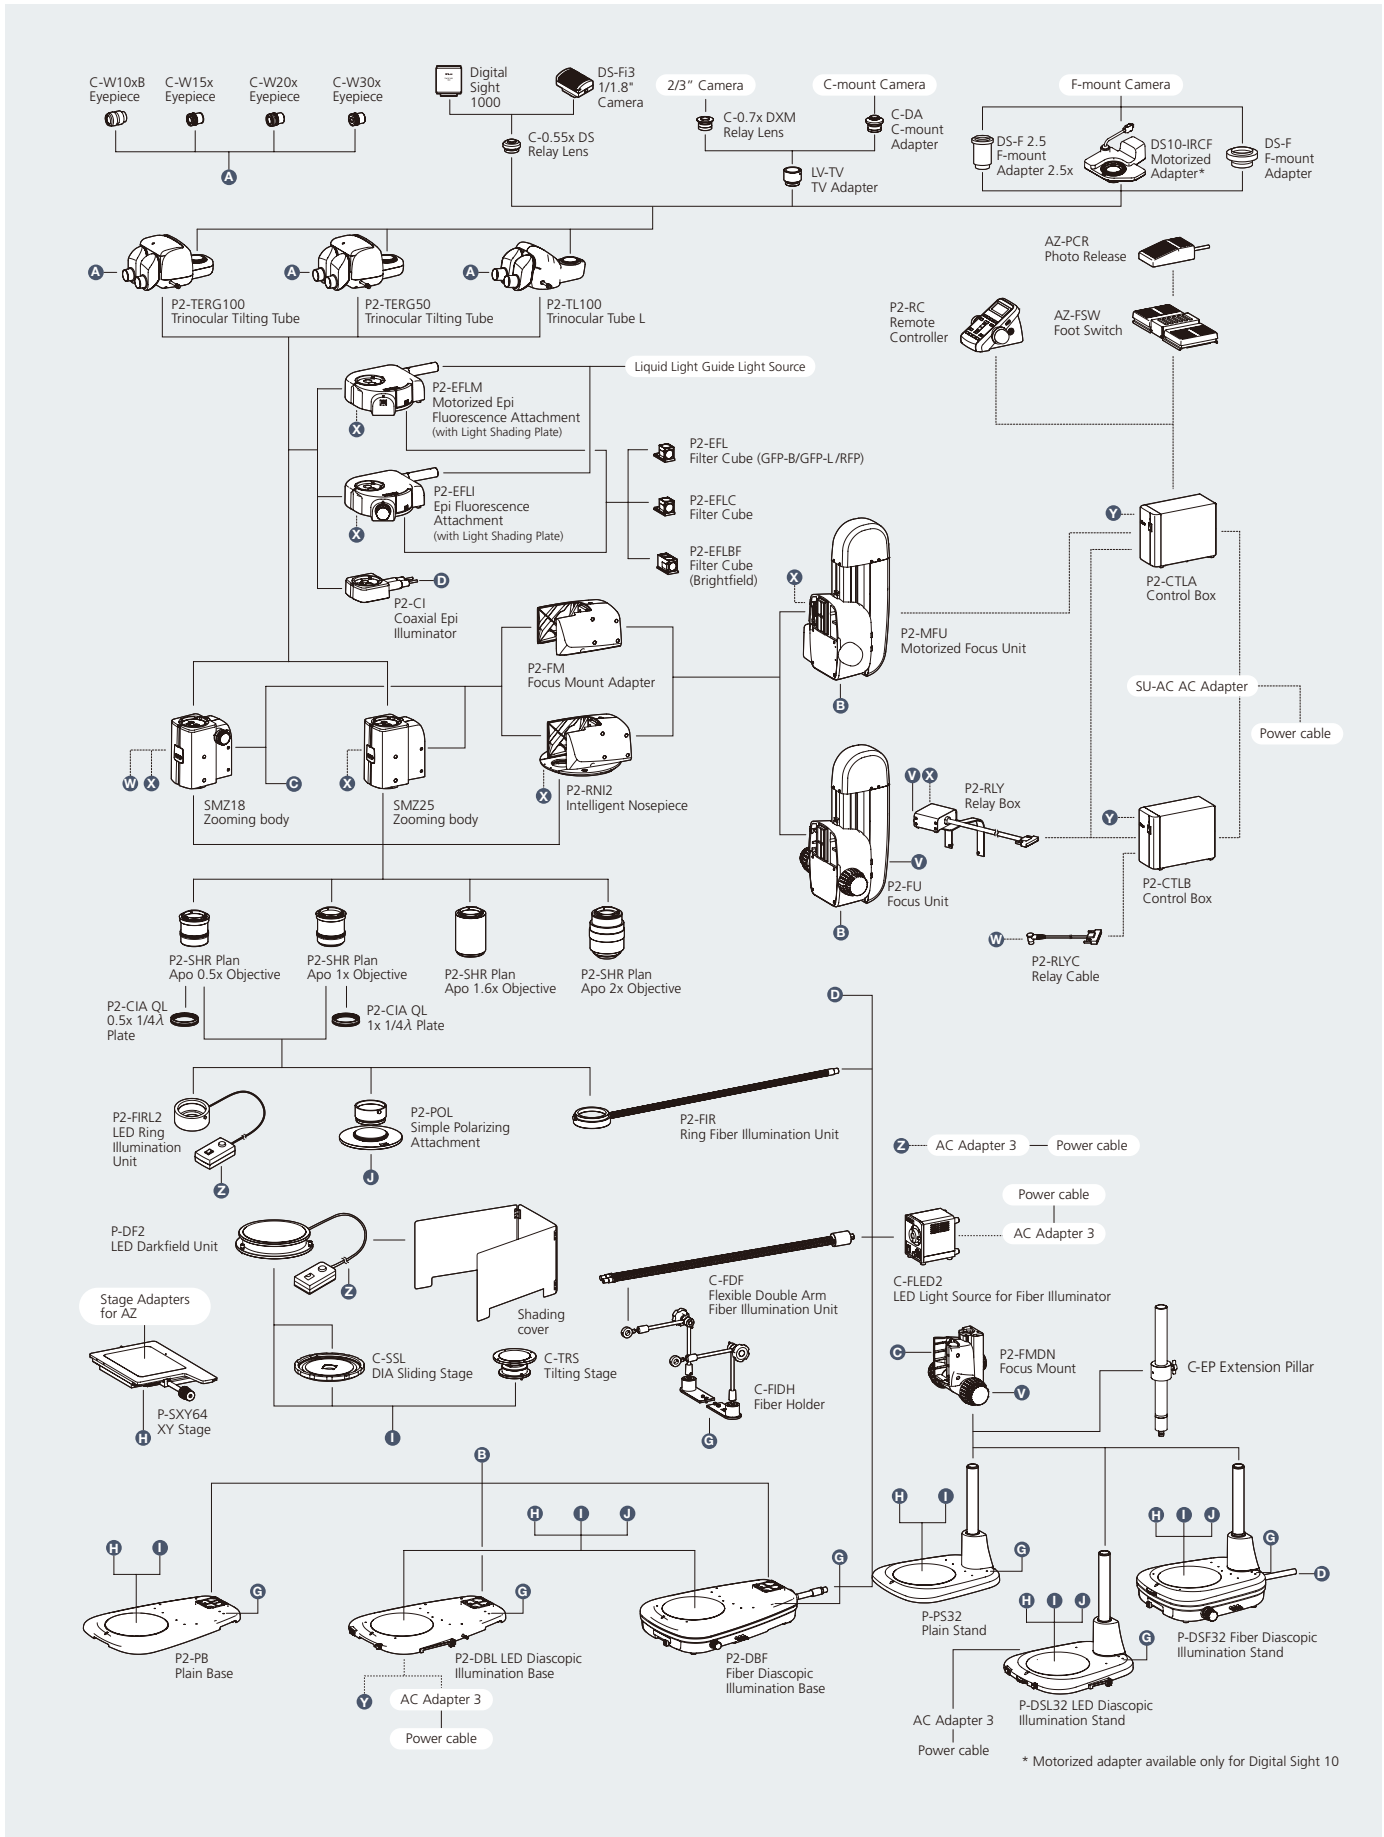 C-W10xB
Eyepiece
C-W15x
Eyepiece
C-W20x
Eyepiece
C-W30x
Eyepiece
A
Digital
Sight
1000
DS-Fi3
1/1.8"
Camera
C-0.55x DS
Relay Lens
2/3" Camera
C-0.7x DXM
Relay Lens
C-mount Camera
C-DA
C-mount
Adapter
LV-TV
TV Adapter
F-mount Camera
DS-F 2.5
F-mount
Adapter 2.5x
DS10-IRCF
Motorized
Adapter*
DS-F
F-mount
Adapter
A
A
A
P2-TERG100
Trinocular Tilting Tube
P2-TERG50
Trinocular Tilting Tube
P2-TL100
Trinocular Tube L
AZ-PCR
Photo Release
P2-RC
Remote
Controller
AZ-FSW
Foot Switch
Liquid Light Guide Light Source
P2-EFLM
Motorized Epi
Fluorescence Attachment
(with Light Shading Plate)
X
P2-EFLI
Epi Fluorescence
Attachment
(with Light Shading Plate)
X
P2-EFL
Filter Cube (GFP-B/GFP-L/RFP)
P2-EFLC
Filter Cube
P2-EFLBF
Filter Cube
(Brightfield)
D
P2-CI
Coaxial Epi
Illuminator
P2-FM
Focus Mount Adapter
X
P2-MFU
Motorized Focus Unit
B
Y
P2-CTLA
Control Box
SU-AC AC Adapter
Power cable
W
X
C
SMZ18
Zooming body
X
SMZ25
Zooming body
X
P2-RNI2
Intelligent Nosepiece
V
X
P2-RLY
Relay Box
V
P2-FU
Focus Unit
B
Y
P2-CTLB
Control Box
W
P2-RLYC
Relay Cable
P2-SHR Plan
Apo 0.5x Objective
P2-SHR Plan
Apo 1x Objective
P2-SHR Plan
Apo 1.6x Objective
P2-SHR Plan
Apo 2x Objective
P2-CIA QL
0.5x 1/4λ
Plate
P2-CIA QL
1x 1/4λ Plate
D
P2-FIRL2
LED Ring
Illumination
Unit
Z
P2-POL
Simple Polarizing
Attachment
J
P2-FIR
Ring Fiber Illumination Unit
Z
AC Adapter 3
Power cable
P-DF2
LED Darkfield Unit
Z
Shading
cover
C-FDF
Flexible Double Arm
Fiber Illumination Unit
Power cable
AC Adapter 3
C-FLED2
LED Light Source for Fiber Illuminator
Stage Adapters
for AZ
H
P-SXY64
XY Stage
C-SSL
DIA Sliding Stage
C-TRS
Tilting Stage
I
C-FIDH
Fiber Holder
G
C
P2-FMDN
Focus Mount
V
C-EP Extension Pillar
B
H
I
G
P2-PB
Plain Base
H
I
J
G
P2-DBL LED Diascopic
Illumination Base
Y
AC Adapter 3
Power cable
G
P2-DBF
Fiber Diascopic
Illumination Base
H
I
G
P-PS32
Plain Stand
H
I
J
G
P-DSL32 LED Diascopic
Illumination Stand
AC Adapter 3
Power cable
H
I
J
G
D
P-DSF32 Fiber Diascopic
Illumination Stand
* Motorized adapter available only for Digital Sight 10